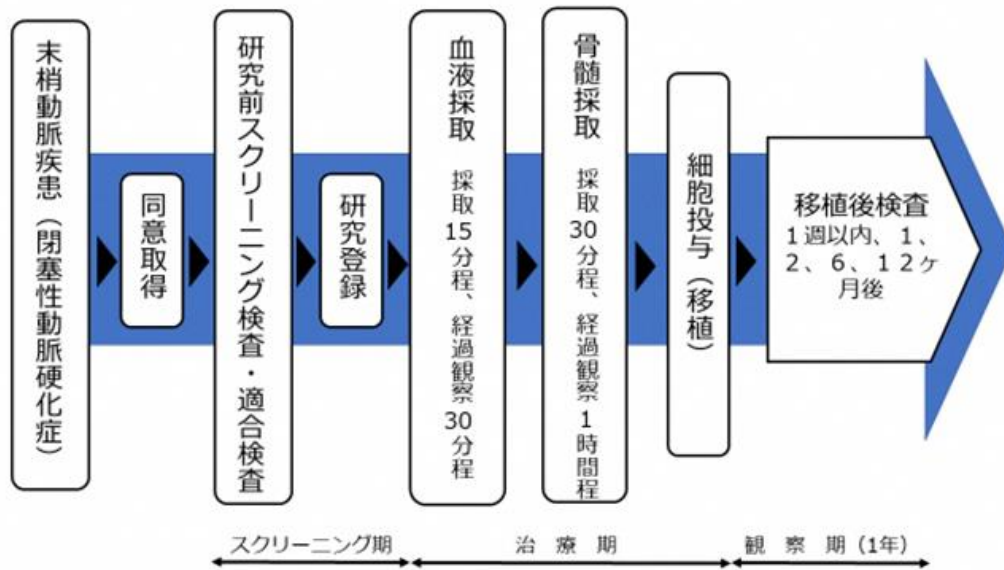 末梢動脈疾患（閉塞性動脈硬化症）
同意取得
研究前スクリーニング検査・適合検査
研究登録
血液採取　採取15分程、経過観察30分程
骨髄採取　採取30分程、経過観察1時間程
細胞投与（移植）
移植後検査
１週以内、１、
２、６、１２ケ
月後
スクリーニング期
治　療　期
観　察　期（1年）